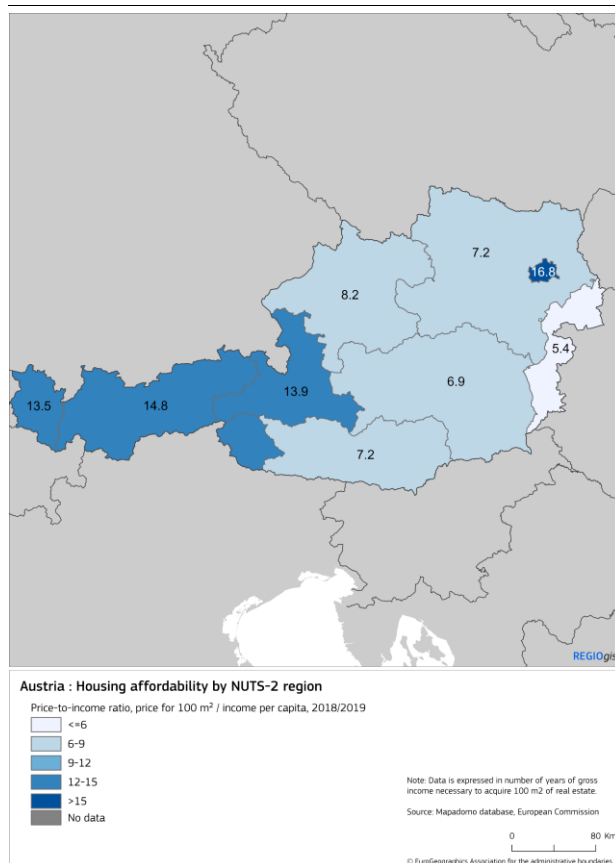 7.2
16.8
8.2
5.4
13.5
14.8
13.9
6.9
7.2
REGIOgis
Austria : Housing affordability by NUTS-2 region
Price-to-income ratio, price for 100 m² / income per capita, 2018/2019
<=6
6-9
9-12
12-15
>15
No data
Note: Data is expressed in number of years of gross
income necessary to acquire 100 m2 of real estate.
Source: Mapadomo database, European Commission
0 80 Km
© EuroGeographics Association for the administrative boundaries